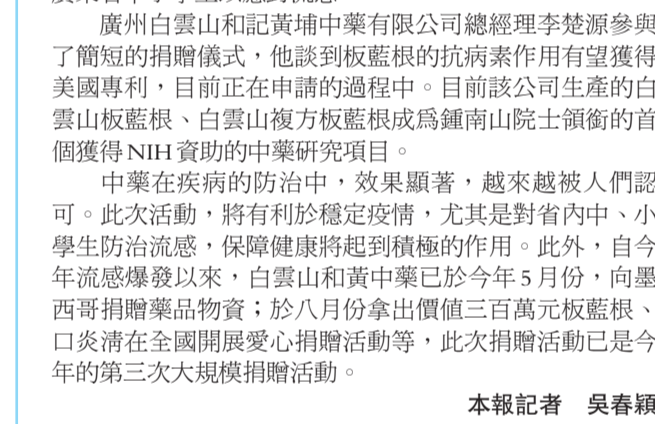 廣州白雲山和記黃埔中藥有限公司總經理李楚源參與
了簡短的捐贈儀式，他談到板藍根的抗病素作用有望獲得
美國專利，目前正在申請的過程中。目前該公司生產的白
雲山板藍根、白雲山複方板藍根成爲鍾南山院士領銜的首
個獲得 NIH 資助的中藥研究項目。
中藥在疾病的防治中，效果顯著，越來越被人們認
可。此次活動，將有利於穩定疫情，尤其是對省內中、小
學生防治流感，保障健康將起到積極的作用。此外，自今
年流感爆發以來，白雲山和黃中藥已於今年 5 月份，向墨
西哥捐贈藥品物資；於八月份拿出價值三百萬元板藍根、
口炎清在全國開展愛心捐贈活動等，此次捐贈活動已是今
年的第三次大規模捐贈活動。
本報記者　吳春穎